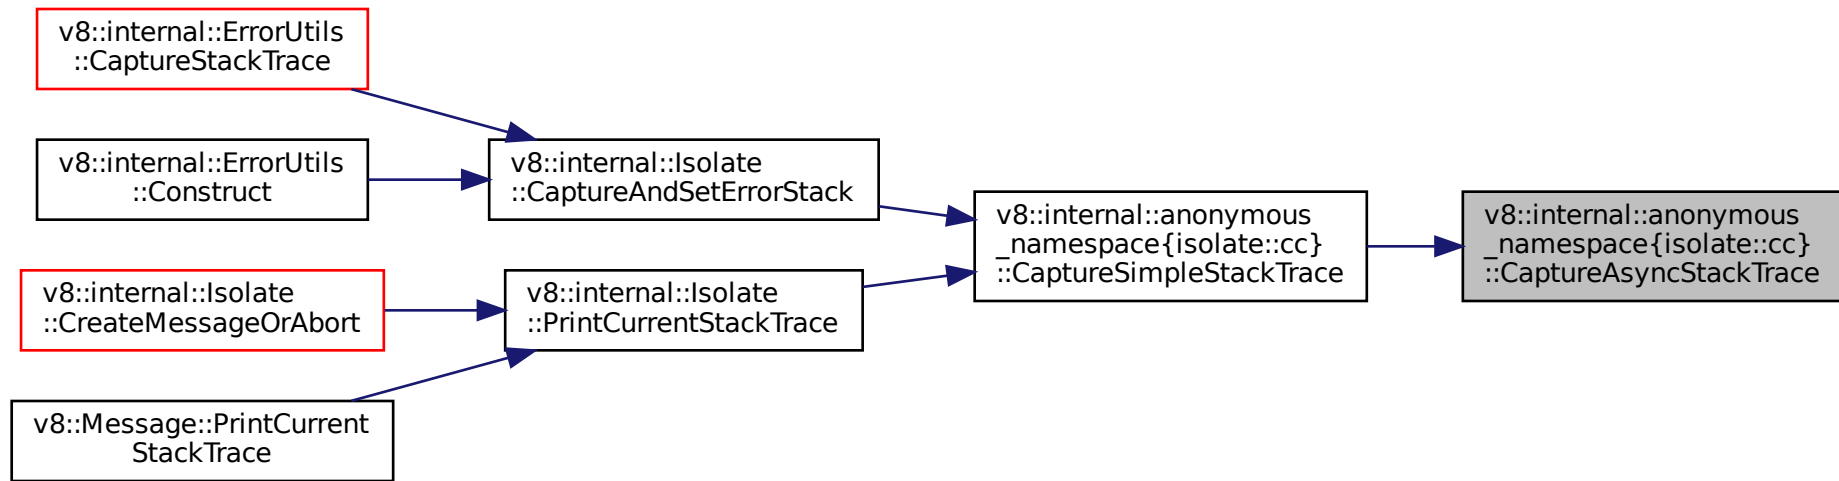 v8::internal::ErrorUtils
::CaptureStackTrace
v8::internal::ErrorUtils
::Construct
v8::internal::Isolate
::CreateMessageOrAbort
v8::Message::PrintCurrent
StackTrace
v8::internal::Isolate
::CaptureAndSetErrorStack
v8::internal::Isolate
::PrintCurrentStackTrace
v8::internal::anonymous
_namespace{isolate::cc}
::CaptureSimpleStackTrace
v8::internal::anonymous
_namespace{isolate::cc}
::CaptureAsyncStackTrace